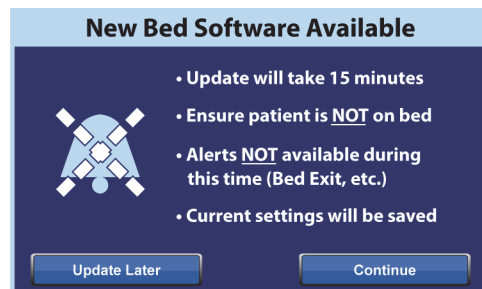 New Bed Software Available
• Update will take 15 minutes
• Ensure patient is NOT on bed
• Alerts NOT available during
this time (Bed Exit, etc.)
• Current settings will be saved
Update Later
Continue